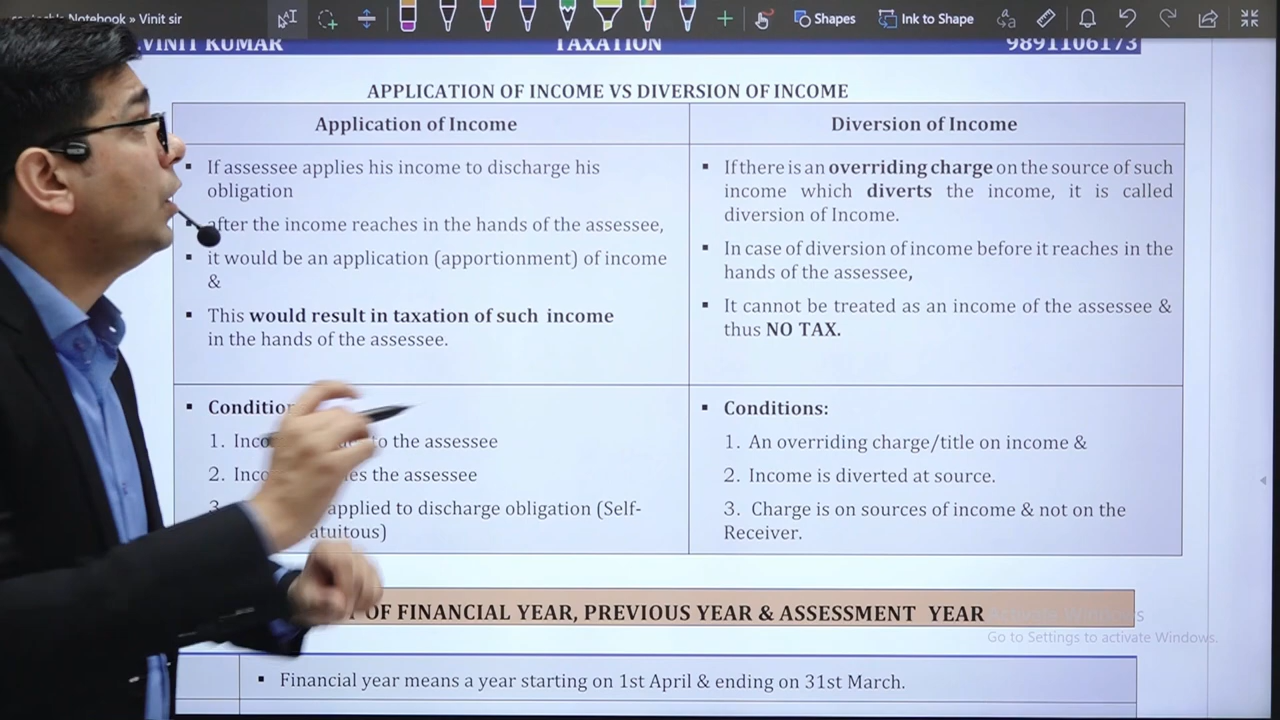 Notebook » Vinit sir
Shapes
Ink to Shape
VINIT KUMAR
TAXATION
9891106173
APPLICATION OF INCOME VS DIVERSION OF INCOME
Application of Income
▪ If assessee applies his income to discharge his
obligation
▪ after the income reaches in the hands of the assessee,
▪ it would be an application (apportionment) of income
&
▪ This would result in taxation of such income
in the hands of the assessee.
1.
to the assessee
2.
the assessee
3.
applied to discharge obligation (Self-
Diversion of Income
▪ If there is an overriding charge on the source of such
income which diverts the income, it is called
diversion of Income.
▪ In case of diversion of income before it reaches in the
hands of the assessee,
▪ It cannot be treated as an income of the assessee &
thus NO TAX.
▪ Conditions:
1. An overriding charge/title on income &
2. Income is diverted at source.
3. Charge is on sources of income & not on the
Receiver.
OF FINANCIAL YEAR, PREVIOUS YEAR & ASSESSMENT YEAR
Activate Windows
Go to Settings to activate Windows.
▪ Financial year means a year starting on 1st April & ending on 31st March.